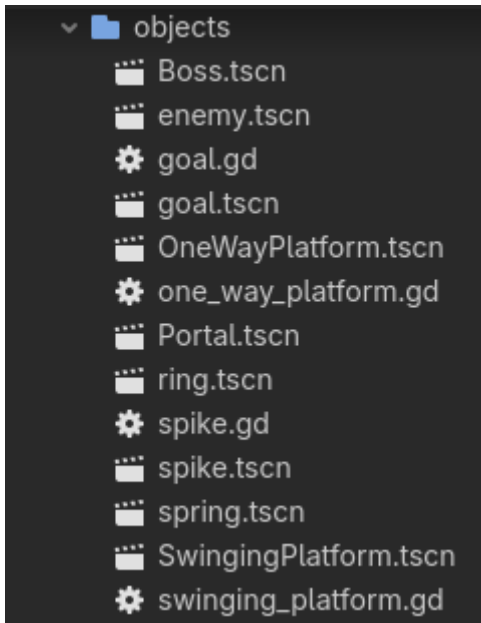 objects
Boss.tscn
enemy.tscn
goal.gd
goal.tscn
OneWayPlatform.tscn
one_way_platform.gd
Portal.tscn
ring.tscn
spike.gd
spike.tscn
spring.tscn
SwingingPlatform.tscn
swinging_platform.gd